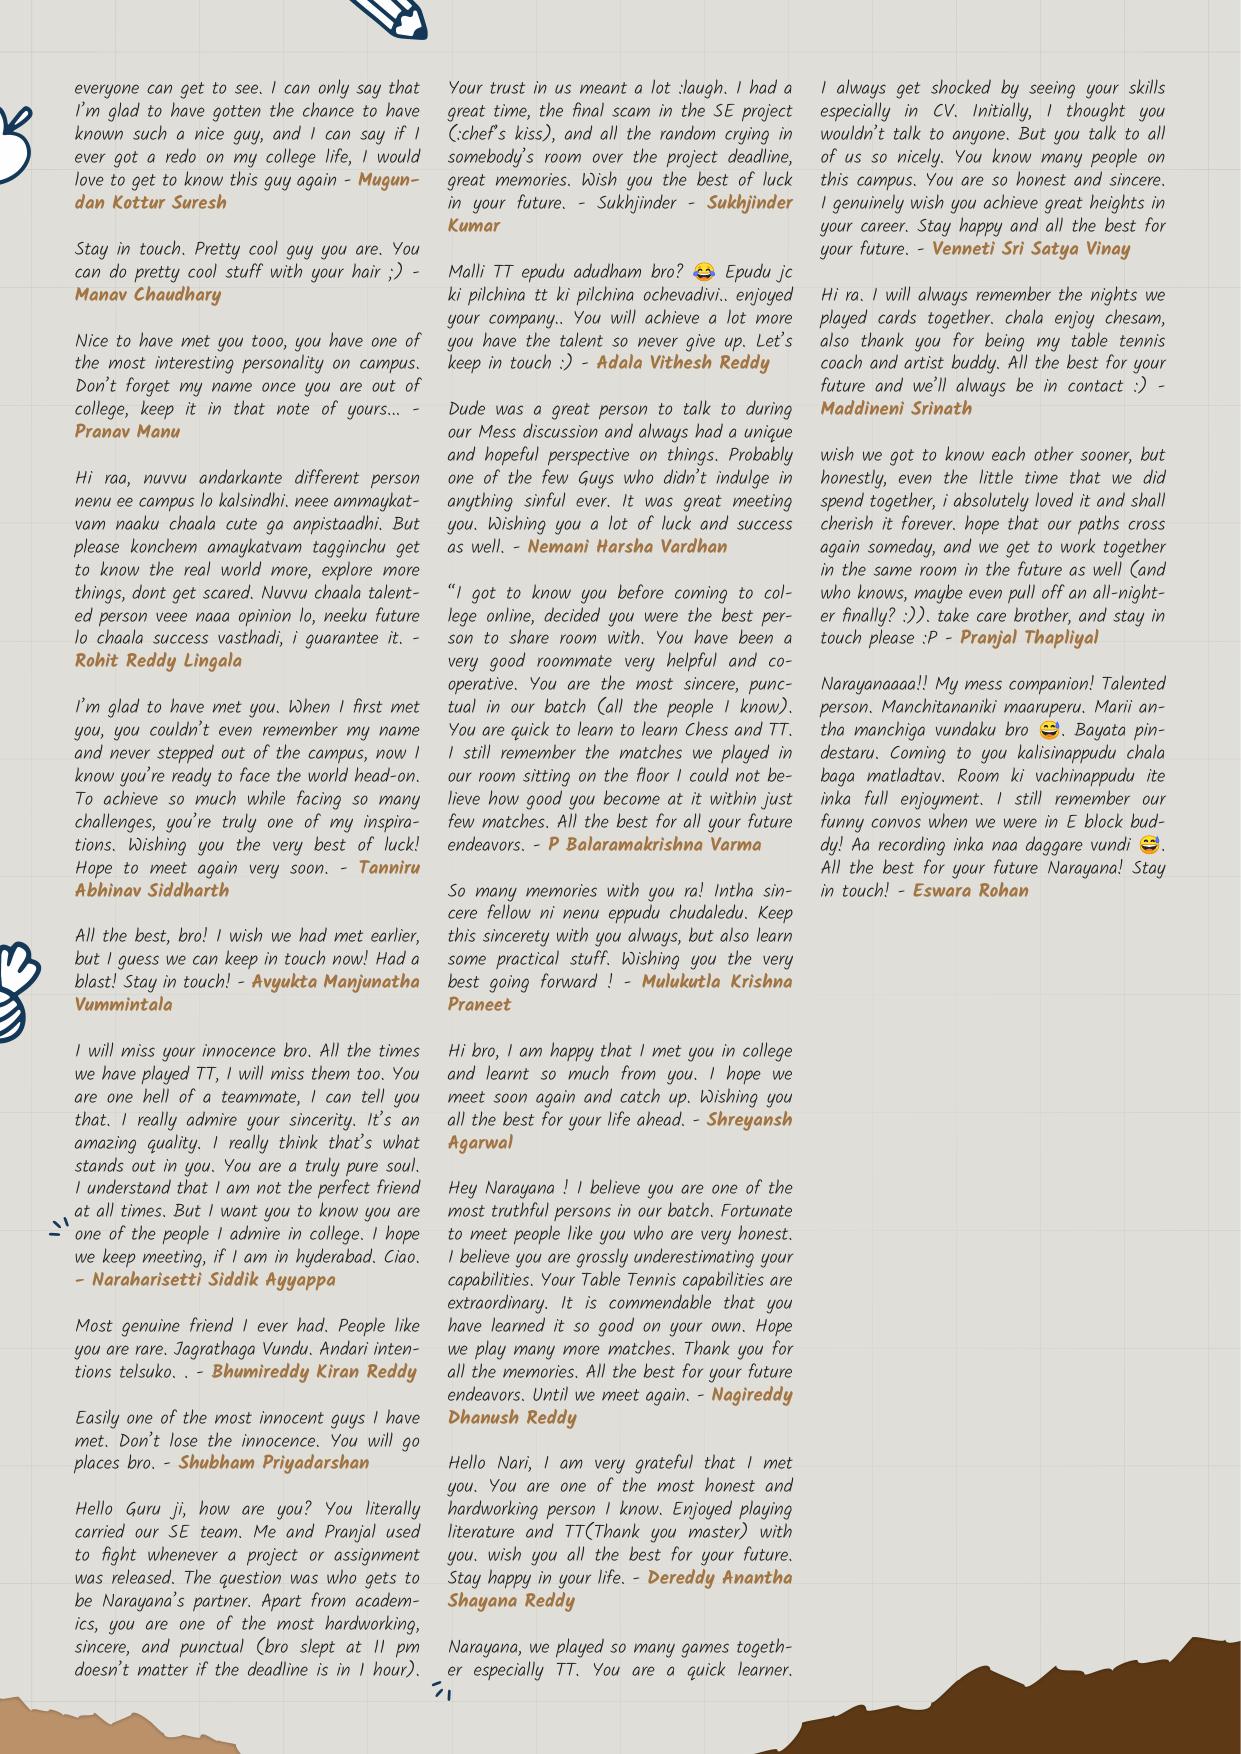 everyone can get to see. I can only say that
I'm glad to have gotten the chance to have
known such a nice guy, and I can say if I
ever got a redo on my college life, I would
love to get to know this guy again - Mugun-
dan Kottur Suresh
Stay in touch. Pretty cool guy you are. You
can do pretty cool stuff with your hair ;) -
Manav Chaudhary
Nice to have met you tooo, you have one of
the most interesting personality on campus.
Don't forget my name once you are out of
college, keep it in that note of yours... -
Pranav Manu
Hi raa, nuvvu andarkante different person
nenu ee campus lo kalsindhi. neee ammaykat-
vam naaku chaala cute ga anpistaadhi. But
please konchem amaykatvam tagginchu get
to know the real world more, explore more
things, dont get scared. Nuvvu chaala talent-
ed person veee naaa opinion lo, neeku future
lo chaala success vasthadi, i guarantee it. -
Rohit Reddy Lingala
I'm glad to have met you. When I first met
you, you couldn't even remember my name
and never stepped out of the campus, now I
know you're ready to face the world head-on.
To achieve so much while facing so many
challenges, you're truly one of my inspira-
tions. Wishing you the very best of luck!
Hope to meet again very soon. - Tanniru
Abhinav Siddharth
All the best, bro! I wish we had met earlier,
but I guess we can keep in touch now! Had a
blast! Stay in touch! - Avyukta Manjunatha
Vummintala
I will miss your innocence bro. All the times
we have played TT, I will miss them too. You
are one hell of a teammate, I can tell you
that. I really admire your sincerity. It's an
amazing quality. I really think that's what
stands out in you. You are a truly pure soul.
I understand that I am not the perfect friend
at all times. But I want you to know you are
one of the people I admire in college. I hope
we keep meeting, if I am in hyderabad. Ciao.
- Naraharisetti Siddik Ayyappa
Most genuine friend I ever had. People like
you are rare. Jagrathaga Vundu. Andari inten-
tions telsuko. . - Bhumireddy Kiran Reddy
Easily one of the most innocent guys I have
met. Don't lose the innocence. You will go
places bro. - Shubham Priyadarshan
Hello Guru ji, how are you? You literally
carried our SE team. Me and Pranjal used
to fight whenever a project or assignment
was released. The question was who gets to
be Narayana's partner. Apart from academ-
ics, you are one of the most hardworking,
sincere, and punctual (bro slept at 11 pm
doesn't matter if the deadline is in 1 hour).
Your trust in us meant a lot :laugh. I had a
great time, the final scam in the SE project
(:chef's kiss), and all the random crying in
somebody's room over the project deadline,
great memories. Wish you the best of luck
in your future. - Sukhjinder - Sukhjinder
Kumar
Malli TT epudu adudham bro? 😂 Epudu jc
ki pilchina tt ki pilchina ochevadivi.. enjoyed
your company.. You will achieve a lot more
you have the talent so never give up. Let's
keep in touch :) - Adala Vithesh Reddy
Dude was a great person to talk to during
our Mess discussion and always had a unique
and hopeful perspective on things. Probably
one of the few Guys who didn't indulge in
anything sinful ever. It was great meeting
you. Wishing you a lot of luck and success
as well. - Nemani Harsha Vardhan
“I got to know you before coming to col-
lege online, decided you were the best per-
son to share room with. You have been a
very good roommate very helpful and co-
operative. You are the most sincere, punc-
tual in our batch (all the people I know).
You are quick to learn to learn Chess and TT.
I still remember the matches we played in
our room sitting on the floor I could not be-
lieve how good you become at it within just
few matches. All the best for all your future
endeavors. - P Balaramakrishna Varma
So many memories with you ra! Intha sin-
cere fellow ni nenu eppudu chudaledu. Keep
this sincerety with you always, but also learn
some practical stuff. Wishing you the very
best going forward ! - Mulukutla Krishna
Praneet
Hi bro, I am happy that I met you in college
and learnt so much from you. I hope we
meet soon again and catch up. Wishing you
all the best for your life ahead. - Shreyansh
Agarwal
Hey Narayana ! I believe you are one of the
most truthful persons in our batch. Fortunate
to meet people like you who are very honest.
I believe you are grossly underestimating your
capabilities. Your Table Tennis capabilities are
extraordinary. It is commendable that you
have learned it so good on your own. Hope
we play many more matches. Thank you for
all the memories. All the best for your future
endeavors. Until we meet again. - Nagireddy
Dhanush Reddy
Hello Nari, I am very grateful that I met
you. You are one of the most honest and
hardworking person I know. Enjoyed playing
literature and TT(Thank you master) with
you. wish you all the best for your future.
Stay happy in your life. - Dereddy Anantha
Shayana Reddy
Narayana, we played so many games togeth-
er especially TT. You are a quick learner.
I always get shocked by seeing your skills
especially in CV. Initially, I thought you
wouldn't talk to anyone. But you talk to all
of us so nicely. You know many people on
this campus. You are so honest and sincere.
I genuinely wish you achieve great heights in
your career. Stay happy and all the best for
your future. - Venneti Sri Satya Vinay
Hi ra. I will always remember the nights we
played cards together. chala enjoy chesam,
also thank you for being my table tennis
coach and artist buddy. All the best for your
future and we'll always be in contact :) -
Maddineni Srinath
wish we got to know each other sooner, but
honestly, even the little time that we did
spend together, i absolutely loved it and shall
cherish it forever. hope that our paths cross
again someday, and we get to work together
in the same room in the future as well (and
who knows, maybe even pull off an all-night-
er finally? :)). take care brother, and stay in
touch please :P - Pranjal Thapliyal
Narayanaaaa!! My mess companion! Talented
person. Manchitananiki maaruperu. Marii an-
tha manchiga vundaku bro 😅. Bayata pin-
destaru. Coming to you kalisinappudu chala
baga matladtav. Room ki vachinappudu ite
inka full enjoyment. I still remember our
funny convos when we were in E block bud-
dy! Aa recording inka naa daggare vundi 😅.
All the best for your future Narayana! Stay
in touch! - Eswara Rohan